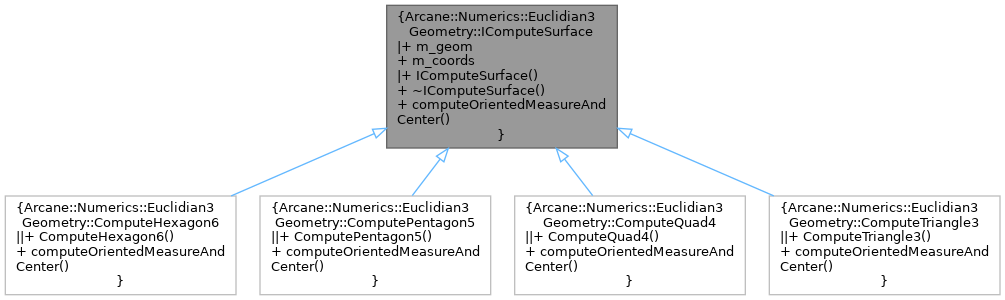 {Arcane::Numerics::Euclidian3
Geometry::IComputeSurface
|+ m_geom
+ m_coords
|+ IComputeSurface()
+ ~IComputeSurface()
+ computeOrientedMeasureAnd
Center()
}
{Arcane::Numerics::Euclidian3
Geometry::ComputeHexagon6
||+ ComputeHexagon6()
+ computeOrientedMeasureAnd
Center()
}
{Arcane::Numerics::Euclidian3
Geometry::ComputePentagon5
||+ ComputePentagon5()
+ computeOrientedMeasureAnd
Center()
}
{Arcane::Numerics::Euclidian3
Geometry::ComputeQuad4
||+ ComputeQuad4()
+ computeOrientedMeasureAnd
Center()
}
{Arcane::Numerics::Euclidian3
Geometry::ComputeTriangle3
||+ ComputeTriangle3()
+ computeOrientedMeasureAnd
Center()
}